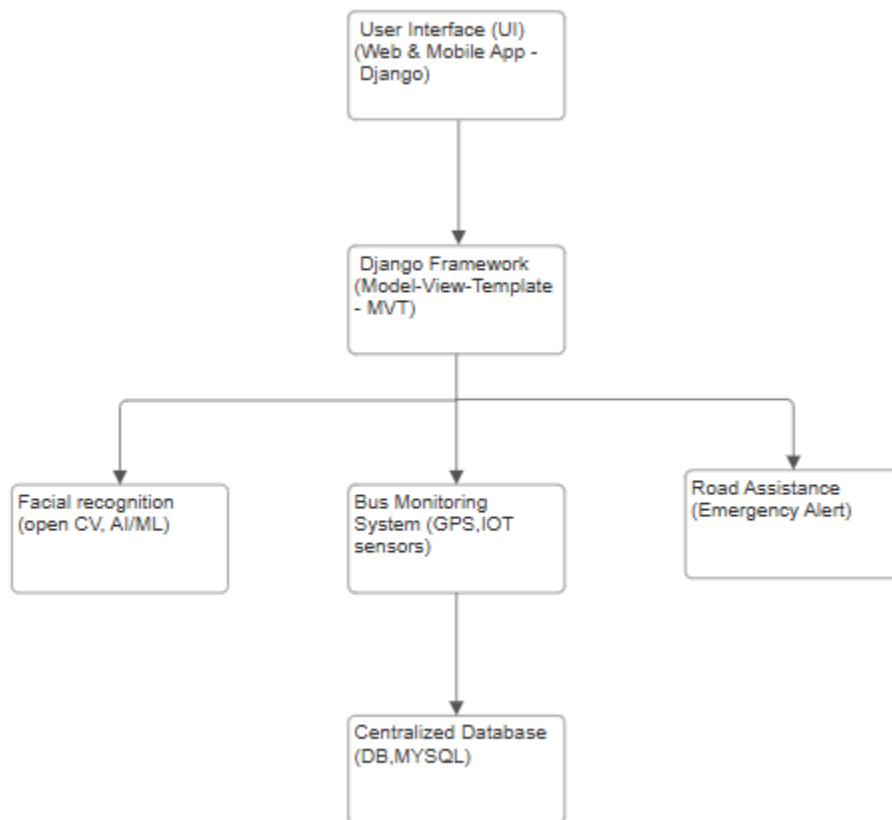 User Interface (UI)
(Web & Mobile App -
Django)
Django Framework
(Model-View-Template
- MVT)
Facial recognition
(open CV, AI/ML)
Bus Monitoring
System (GPS,IOT
sensors)
Road Assistance
(Emergency Alert)
Centralized Database
(DB,MYSQL)